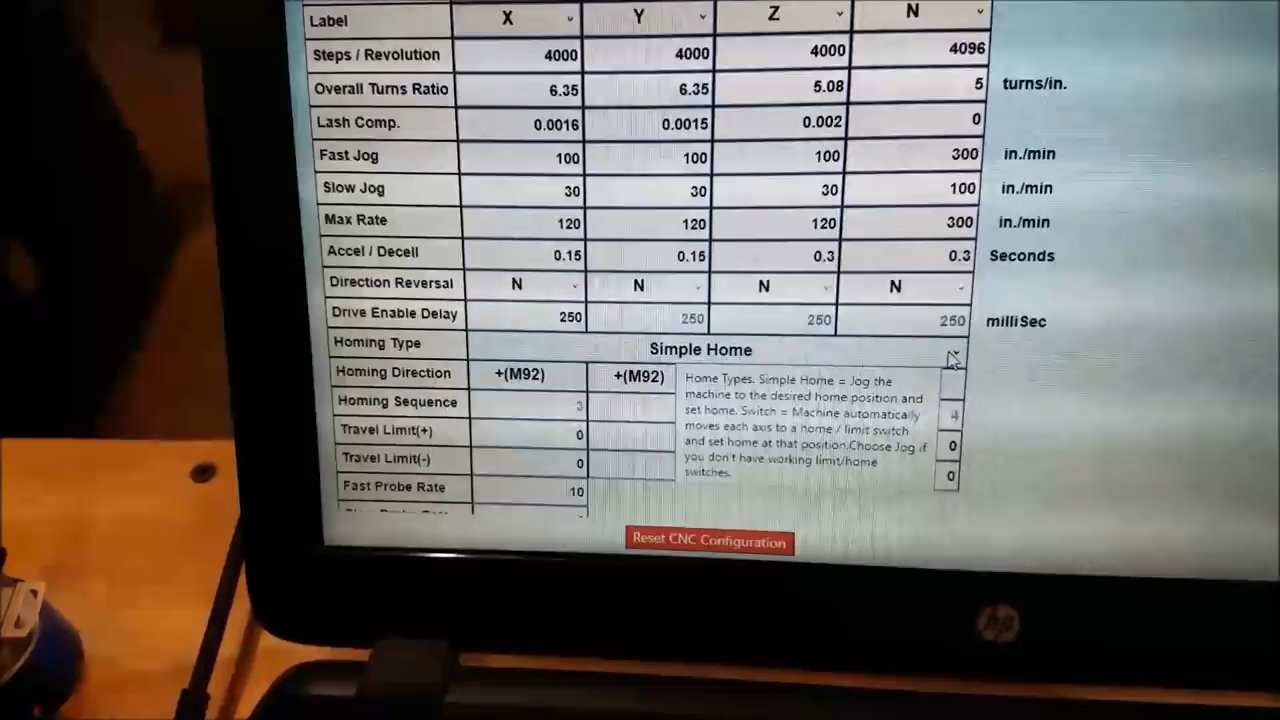 Label X Y Z N
Steps / Revolution 4000 4000 4000 4096
Overall Turns Ratio 6.35 6.35 5.08 5 turns/in.
Lash Comp. 0.0016 0.0015 0.002 0
Fast Jog 100 100 100 300 in./min
Slow Jog 30 30 30 100 in./min
Max Rate 120 120 120 300 in./min
Accel / Decell 0.15 0.15 0.3 0.3 Seconds
Direction Reversal N N N N
Drive Enable Delay 250 250 250 250 milliSec
Homing Type Simple Home
Homing Direction +(M92) +(M92)
Homing Sequence 3 4
Travel Limit(+) 0 0
Travel Limit(-) 0 0
Fast Probe Rate 10
Home Types. Simple Home = Jog the
machine to the desired home position and
set home. Switch = Machine automatically
moves each axis to a home / limit switch
and set home at that position.Choose Jog if
you don't have working limit/home
switches.
Reset CNC Configuration
hp